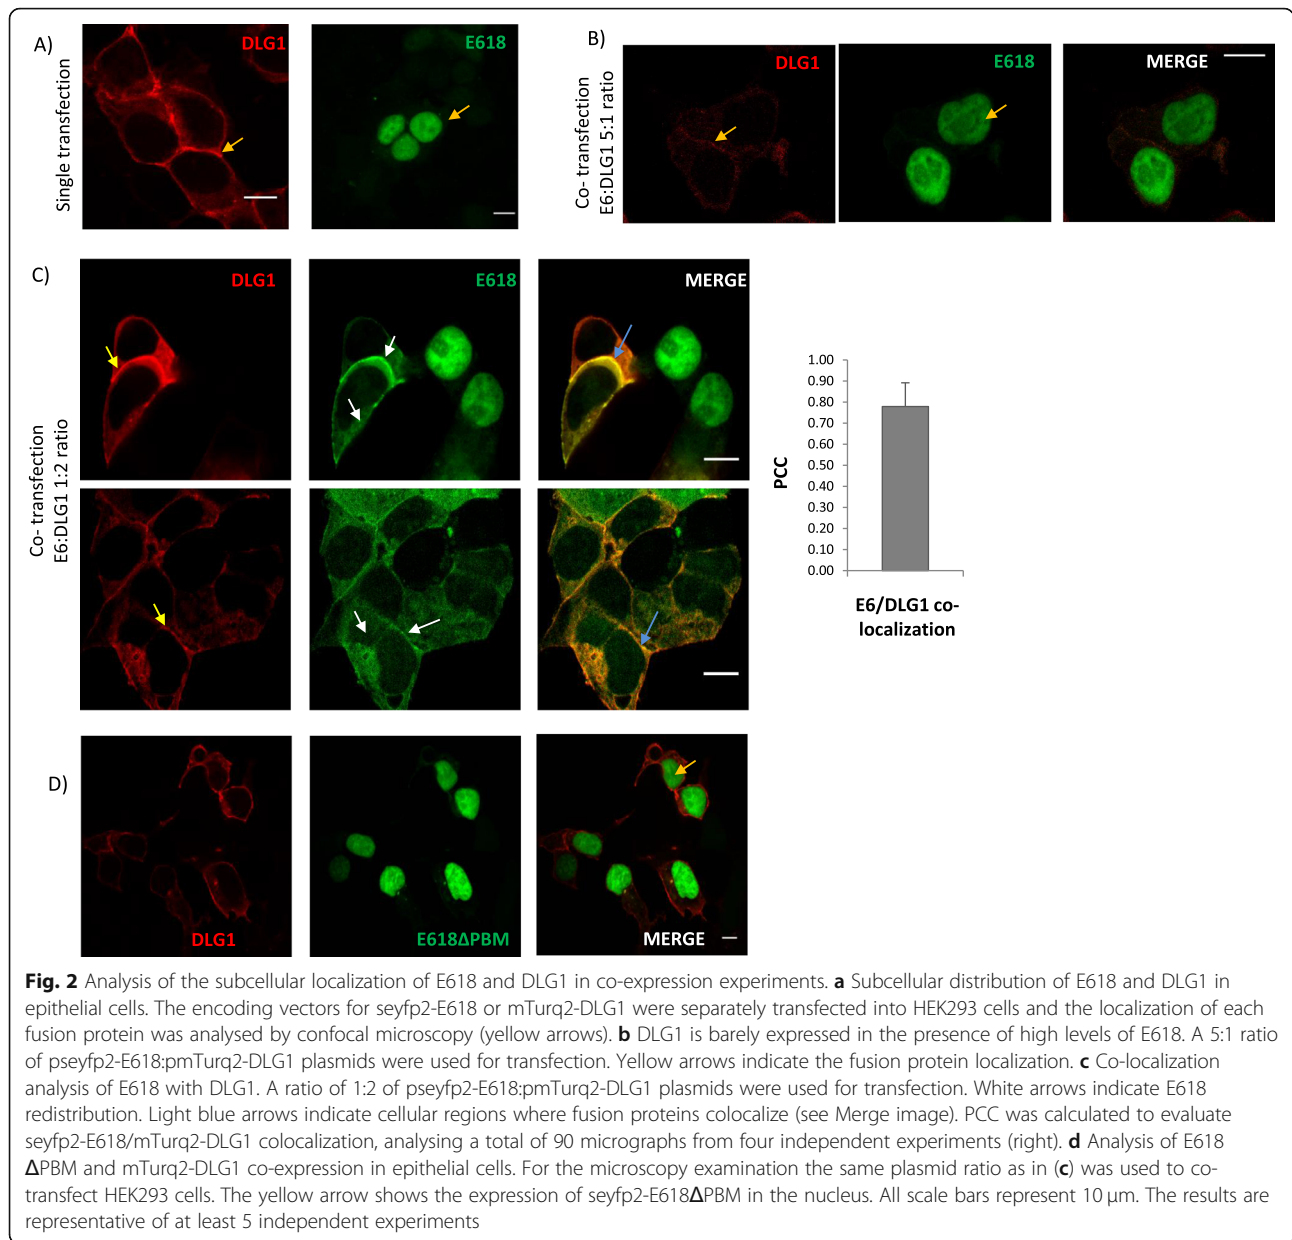 A)
Single transfection
DLG1
E618
B)
Co- transfection
E6:DLG1 5:1 ratio
DLG1
E618
MERGE
C)
Co- transfection
E6:DLG1 1:2 ratio
DLG1
E618
MERGE
1.00
0.90
0.80
0.70
0.60
0.50
0.40
0.30
0.20
0.10
0.00
PCC
E6/DLG1 co-
localization
D)
DLG1
E618ΔPBM
MERGE
Fig. 2 Analysis of the subcellular localization of E618 and DLG1 in co-expression experiments. a Subcellular distribution of E618 and DLG1 in
epithelial cells. The encoding vectors for seyfp2-E618 or mTurq2-DLG1 were separately transfected into HEK293 cells and the localization of each
fusion protein was analysed by confocal microscopy (yellow arrows). b DLG1 is barely expressed in the presence of high levels of E618. A 5:1 ratio
of pseyfp2-E618:pmTurq2-DLG1 plasmids were used for transfection. Yellow arrows indicate the fusion protein localization. c Co-localization
analysis of E618 with DLG1. A ratio of 1:2 of pseyfp2-E618:pmTurq2-DLG1 plasmids were used for transfection. White arrows indicate E618
redistribution. Light blue arrows indicate cellular regions where fusion proteins colocalize (see Merge image). PCC was calculated to evaluate
seyfp2-E618/mTurq2-DLG1 colocalization, analysing a total of 90 micrographs from four independent experiments (right). d Analysis of E618
ΔPBM and mTurq2-DLG1 co-expression in epithelial cells. For the microscopy examination the same plasmid ratio as in (c) was used to co-
transfect HEK293 cells. The yellow arrow shows the expression of seyfp2-E618ΔPBM in the nucleus. All scale bars represent 10 μm. The results are
representative of at least 5 independent experiments